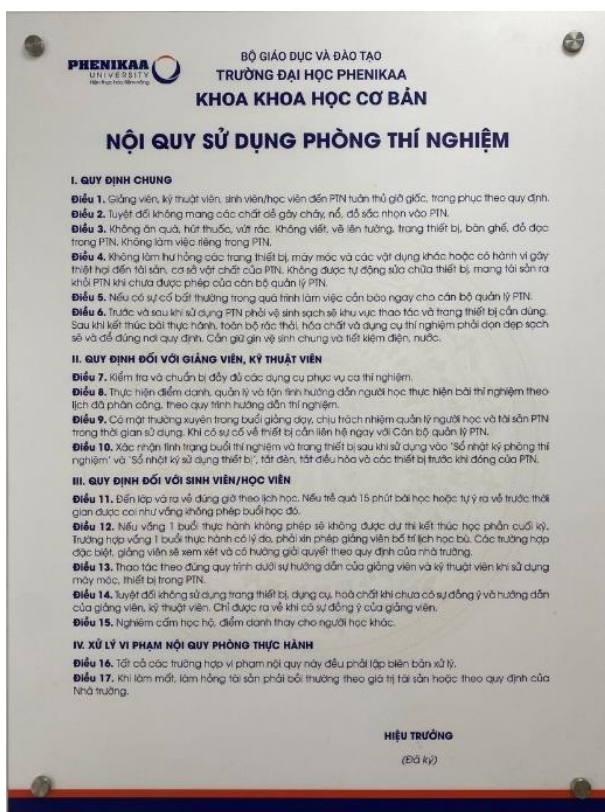 PHENIKAA
UNIVERSITY
BỘ GIÁO DỤC VÀ ĐÀO TẠO
TRƯỜNG ĐẠI HỌC PHENIKAA
KHOA KHOA HỌC CƠ BẢN
NỘI QUY SỬ DỤNG PHÒNG THÍ NGHIỆM
I. QUY ĐỊNH CHUNG
Điều 1. Giảng viên, kỹ thuật viên, sinh viên/học viên đến PTN tuân thủ giờ giấc, trang phục theo quy định.
Điều 2. Tuyệt đối không mang các chất dễ gây cháy, nổ, đồ sắc nhọn vào PTN.
Điều 3. Không ăn quà, hút thuốc, vứt rác. Không viết, vẽ lên tường, trang thiết bị, bàn ghế, đồ đạc
trong PTN. Không làm việc riêng trong PTN.
Điều 4. Không làm hư hỏng các trang thiết bị, máy móc và các vật dụng khác hoặc có hành vi gây
thiệt hại đến tài sản, cơ sở vật chất của PTN. Không được tự động sửa chữa thiết bị, mang tài sản ra
khỏi PTN khi chưa được phép của cán bộ quản lý PTN.
Điều 5. Nếu có sự cố bất thường trong quá trình làm việc cần báo ngay cho cán bộ quản lý PTN.
Điều 6. Trước và sau khi sử dụng PTN phải vệ sinh sạch sẽ khu vực thao tác và trang thiết bị cần dùng.
Sau khi kết thúc bài thực hành, toàn bộ rác thải, hóa chất và dụng cụ thí nghiệm phải dọn dẹp sạch
sẽ và để đúng nơi quy định. Cần giữ gìn vệ sinh chung và tiết kiệm điện, nước.
II. QUY ĐỊNH ĐỐI VỚI GIẢNG VIÊN, KỸ THUẬT VIÊN
Điều 7. Kiểm tra và chuẩn bị đầy đủ các dụng cụ phục vụ ca thí nghiệm.
Điều 8. Thực hiện điểm danh, quản lý và tận tình hướng dẫn người học thực hiện bài thí nghiệm theo
lịch đã phân công, theo quy trình hướng dẫn thí nghiệm.
Điều 9. Có mặt thường xuyên trong buổi giảng dạy, chịu trách nhiệm quản lý người học và tài sản PTN
trong thời gian sử dụng. Khi có sự cố về thiết bị cần liên hệ ngay với Cán bộ quản lý PTN.
Điều 10. Xác nhận tình trạng buổi thí nghiệm và trang thiết bị sau khi sử dụng vào "Sổ nhật ký phòng thí
nghiệm" và "Sổ nhật ký sử dụng thiết bị", tắt đèn, tắt điều hòa và các thiết bị trước khi đóng cửa PTN.
III. QUY ĐỊNH ĐỐI VỚI SINH VIÊN/HỌC VIÊN
Điều 11. Đến lớp và ra về đúng giờ theo lịch học. Nếu trễ quá 15 phút bài học hoặc tự ý ra về trước thời
gian được coi như vắng không phép buổi học đó.
Điều 12. Nếu vắng 1 buổi thực hành không phép sẽ không được dự thi kết thúc học phần cuối kỳ.
Trường hợp vắng 1 buổi thực hành có lý do, phải xin phép giảng viên bố trí lịch học bù. Các trường hợp
đặc biệt, giảng viên sẽ xem xét và có hướng giải quyết theo quy định của nhà trường.
Điều 13. Thao tác theo đúng quy trình dưới sự hướng dẫn của giảng viên và kỹ thuật viên khi sử dụng
máy móc, thiết bị trong PTN.
Điều 14. Tuyệt đối không sử dụng trang thiết bị, dụng cụ, hoá chất khi chưa có sự đồng ý và hướng dẫn
của giảng viên, kỹ thuật viên. Chỉ được ra về khi có sự đồng ý của giảng viên.
Điều 15. Nghiêm cấm học hộ, điểm danh thay cho người học khác.
IV. XỬ LÝ VI PHẠM NỘI QUY PHÒNG THỰC HÀNH
Điều 16. Tất cả các trường hợp vi phạm nội quy này đều phải lập biên bản xử lý.
Điều 17. Khi làm mất, làm hỏng tài sản phải bồi thường theo giá trị tài sản hoặc theo quy định của
Nhà trường.
HIỆU TRƯỞNG
(Đã ký)